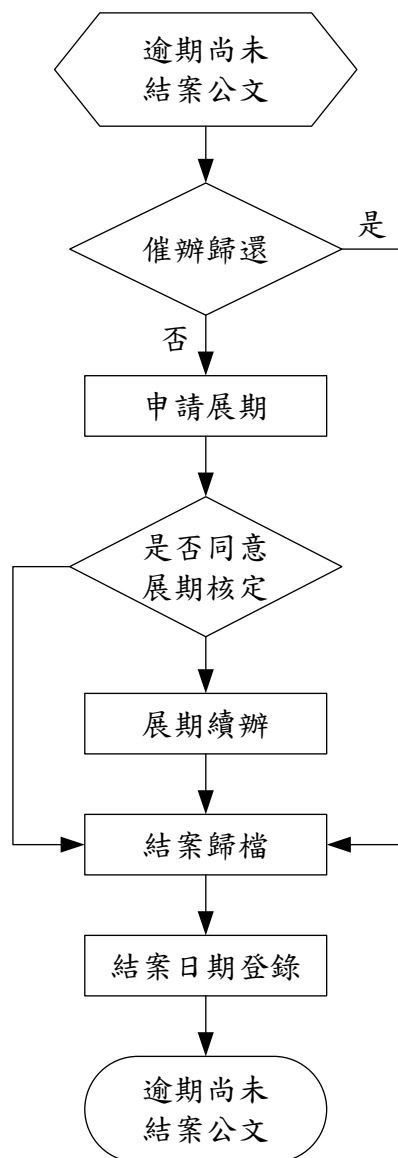 逾期尚未
結案公文
催辦歸還
是
否
申請展期
是否同意
展期核定
展期續辦
結案歸檔
結案日期登錄
逾期尚未
結案公文